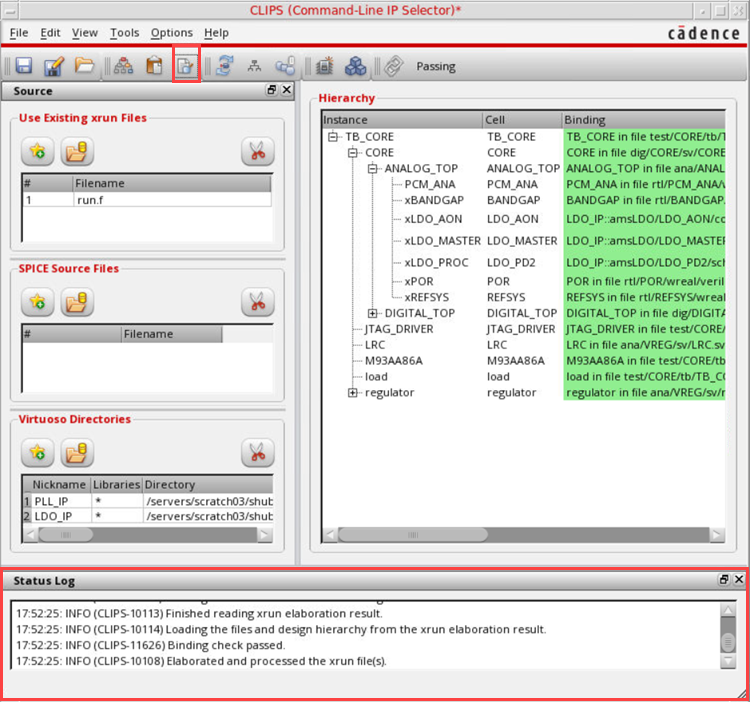 CLIPS (Command-Line IP Selector)*
File Edit View Tools Options Help
cādence
Passing
Source
Use Existing xrun Files
# Filename
1 run.f
SPICE Source Files
# Filename
Virtuoso Directories
Nickname Libraries Directory
1 PLL_IP * /servers/scratch03/shub
2 LDO_IP * /servers/scratch03/shub
Hierarchy
Instance Cell Binding
TB_CORE TB_CORE TB_CORE in file test/CORE/tb/T
CORE CORE CORE in file dig/CORE/sv/CORE
ANALOG_TOP ANALOG_TOP ANALOG_TOP in file ana/ANAL
PCM_ANA PCM_ANA PCM_ANA in file rtl/PCM_ANA/
xBANDGAP BANDGAP BANDGAP in file rtl/BANDGAP
xLDO_AON LDO_AON LDO_IP::amsLDO/LDO_AON/co
xLDO_MASTER LDO_MASTER LDO_IP::amsLDO/LDO_MASTE
xLDO_PROC LDO_PD2 LDO_IP::amsLDO/LDO_PD2/sch
xPOR POR POR in file rtl/POR/wreal/veril
xREFSYS REFSYS REFSYS in file rtl/REFSYS/wrea
DIGITAL_TOP DIGITAL_TOP DIGITAL_TOP in file dig/DIGITA
JTAG_DRIVER JTAG_DRIVER JTAG_DRIVER in file test/CORE/
LRC LRC LRC in file ana/VREG/sv/LRC.sv
M93AA86A M93AA86A M93AA86A in file test/CORE/tb
load load load in file test/CORE/tb/TB_CO
regulator regulator regulator in file ana/VREG/sv/r
Status Log
17:52:25: INFO (CLIPS-10113) Finished reading xrun elaboration result.
17:52:25: INFO (CLIPS-10114) Loading the files and design hierarchy from the xrun elaboration result.
17:52:25: INFO (CLIPS-11626) Binding check passed.
17:52:25: INFO (CLIPS-10108) Elaborated and processed the xrun file(s).